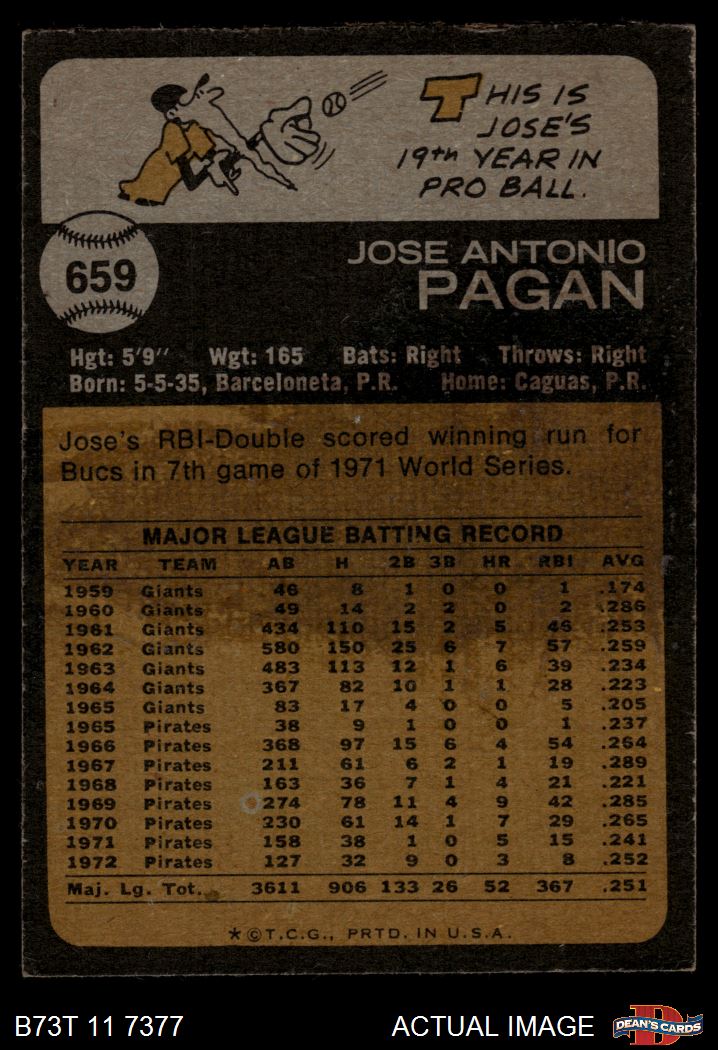 THIS IS
JOSE'S
19th YEAR IN
PRO BALL.
659
JOSE ANTONIO
PAGAN
Hgt: 5'9" Wgt: 165 Bats: Right Throws: Right
Born: 5-5-35, Barceloneta, P.R. Home: Caguas, P.R.
Jose's RBI-Double scored winning run for
Bucs in 7th game of 1971 World Series.
MAJOR LEAGUE BATTING RECORD
YEAR TEAM AB H 2B 3B HR RBI AVG
1959 Giants 46 8 1 0 0 1 .174
1960 Giants 49 14 2 2 0 2 .286
1961 Giants 434 110 15 2 5 46 .253
1962 Giants 580 150 25 6 7 57 .259
1963 Giants 483 113 12 1 6 39 .234
1964 Giants 367 82 10 1 1 28 .223
1965 Giants 83 17 4 0 0 5 .205
1965 Pirates 38 9 1 0 0 1 .237
1966 Pirates 368 97 15 6 4 54 .264
1967 Pirates 211 61 6 2 1 19 .289
1968 Pirates 163 36 7 1 4 21 .221
1969 Pirates 274 78 11 4 9 42 .285
1970 Pirates 230 61 14 1 7 29 .265
1971 Pirates 158 38 1 0 5 15 .241
1972 Pirates 127 32 9 0 3 8 .252
Maj. Lg. Tot. 3611 906 133 26 52 367 .251
*©T.C.G., PRTD. IN U.S.A.
B73T 11 7377 ACTUAL IMAGE DEAN'S CARDS